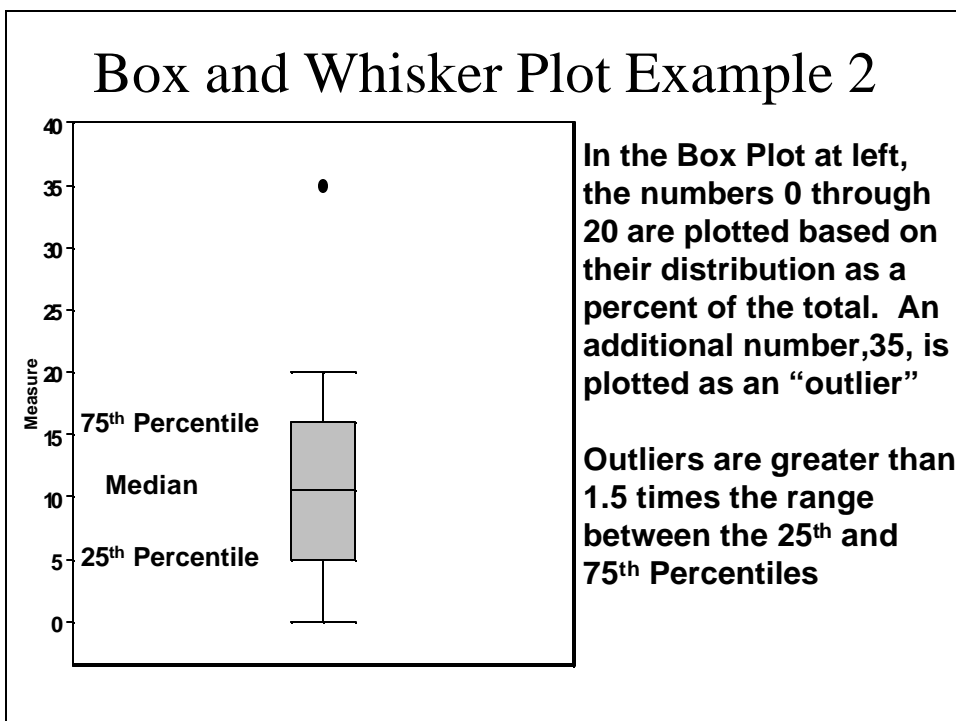 Box and Whisker Plot Example 2
40
35
30
25
20
15
10
5
0
Measure
75th Percentile
Median
25th Percentile
In the Box Plot at left,
the numbers 0 through
20 are plotted based on
their distribution as a
percent of the total.  An
additional number,35, is
plotted as an “outlier”
Outliers are greater than
1.5 times the range
between the 25th and
75th Percentiles